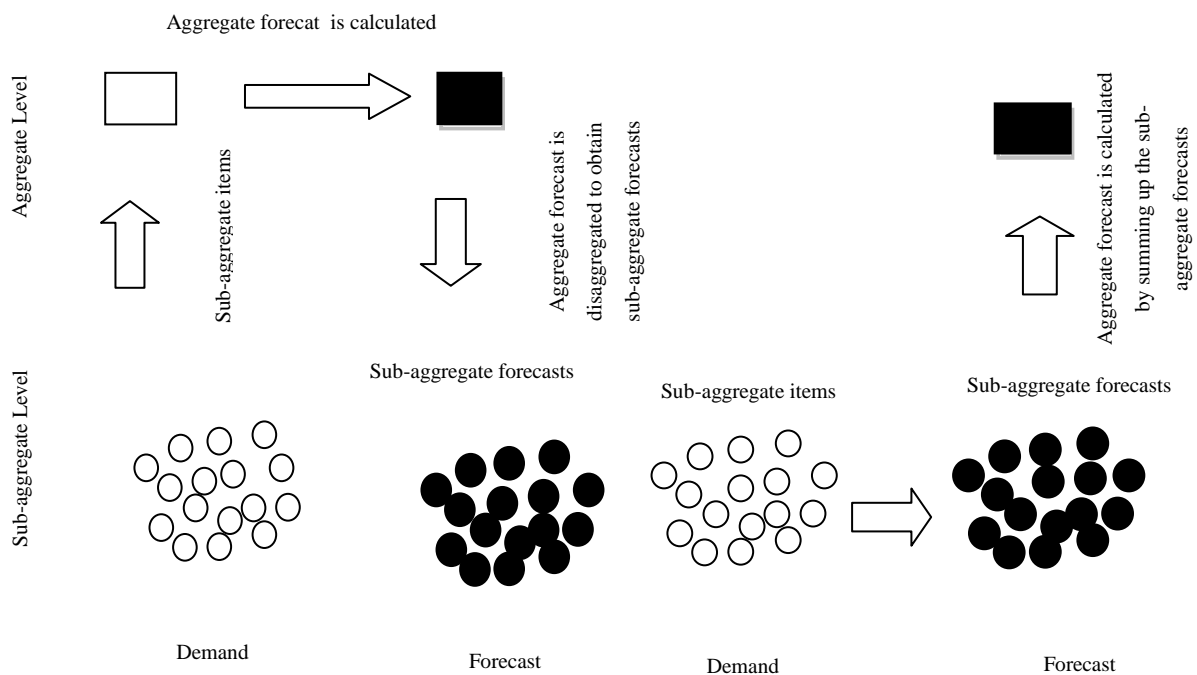 Aggregate forecat is calculated
Aggregate Level
Sub-aggregate items
Aggregate forecast is
disaggregated to obtain
sub-aggregate forecasts
Aggregate forecast is calculated
by summing up the sub-
aggregate forecasts
Sub-aggregate Level
Sub-aggregate forecasts
Sub-aggregate items
Sub-aggregate forecasts
Demand
Forecast
Demand
Forecast